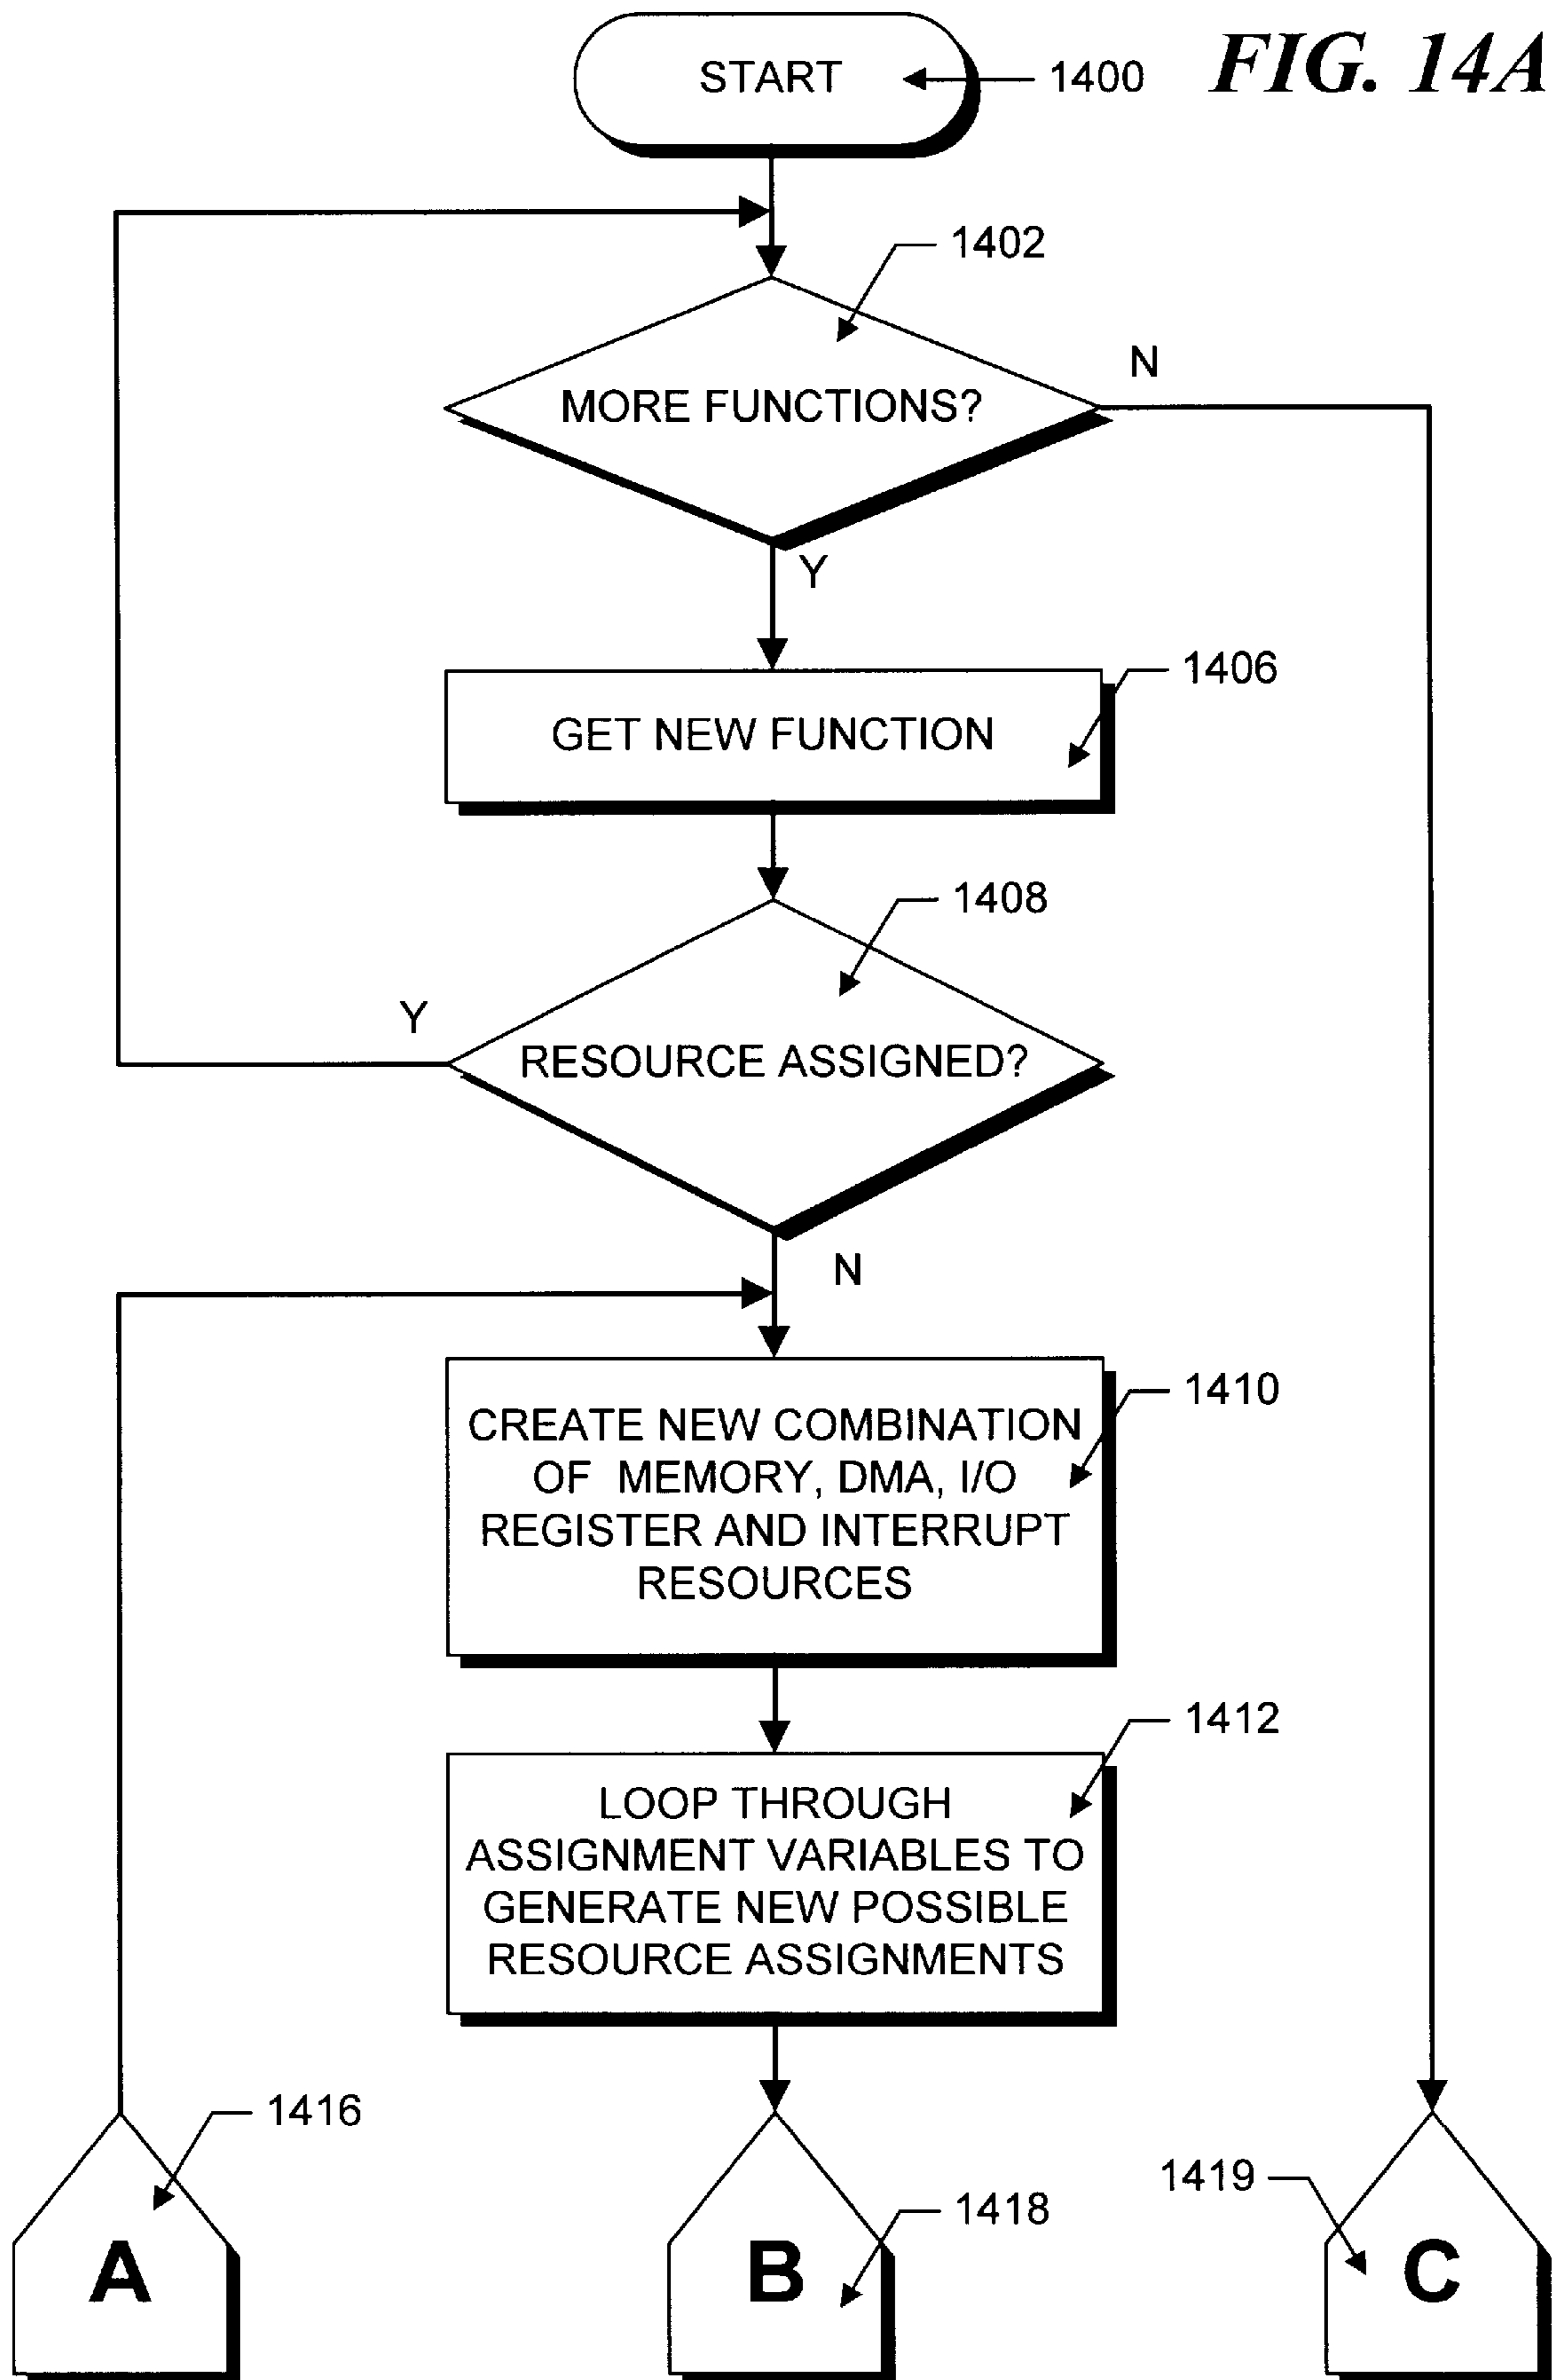 START
1400
FIG. 14A
1402
N
MORE FUNCTIONS?
Y
1406
GET NEW FUNCTION
1408
Y
RESOURCE ASSIGNED?
N
1410
CREATE NEW COMBINATION
OF MEMORY, DMA, I/O
REGISTER AND INTERRUPT
RESOURCES
1412
LOOP THROUGH
ASSIGNMENT VARIABLES TO
GENERATE NEW POSSIBLE
RESOURCE ASSIGNMENTS
1416
1418
1419
A
B
C